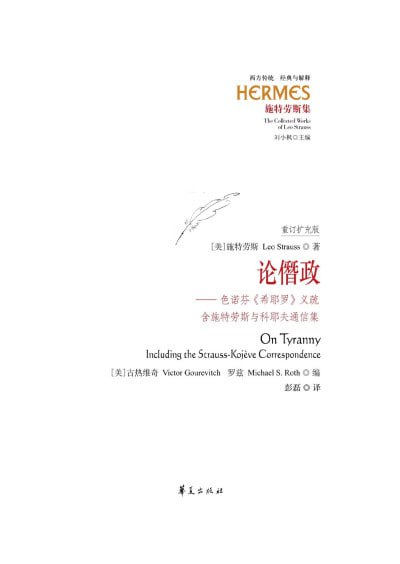 西方传统 经典与解释
HERMES
施特劳斯集
The Collected Works
of Leo Strauss
刘小枫◎主编
重订扩充版
[美]施特劳斯 Leo Strauss ◎ 著
论僭政
——色诺芬《希耶罗》义疏
含施特劳斯与科耶夫通信集
On Tyranny
Including the Strauss-Kojève Correspondence
[美]古热维奇 Victor Gourevitch 罗兹 Michael S. Roth ◎ 编
彭磊 ◎ 译
华夏出版社